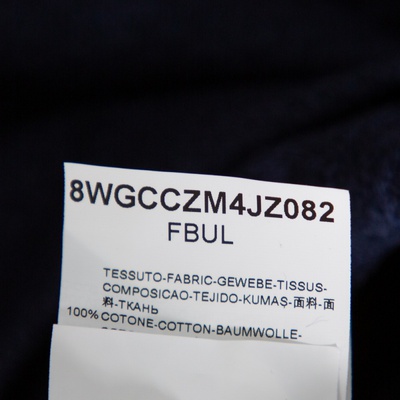 8WGCCZM4JZ082
FBUL
TESSUTO-FABRIC-GEWEBE-TISSUS-
COMPOSICAO-TEJIDO-KUMAŞ-面料-面
料-ТКАНЬ
100% COTONE-COTTON-BAUMWOLLE-